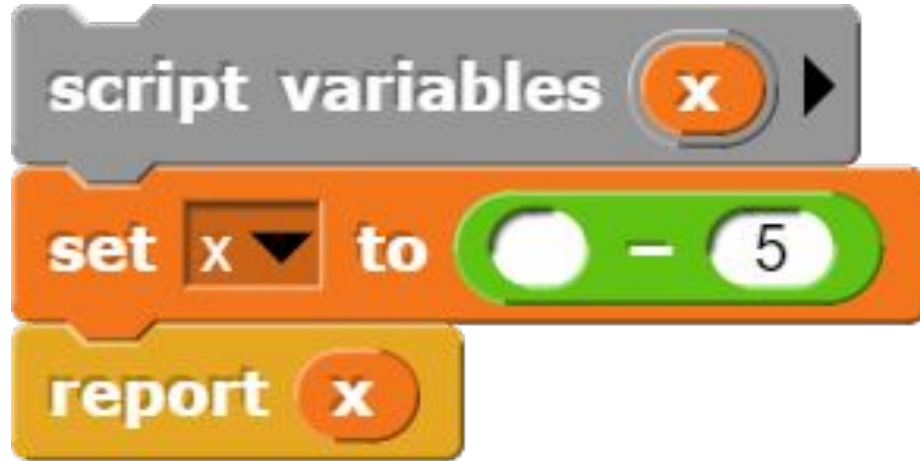 script variables x
set x to − 5
report x